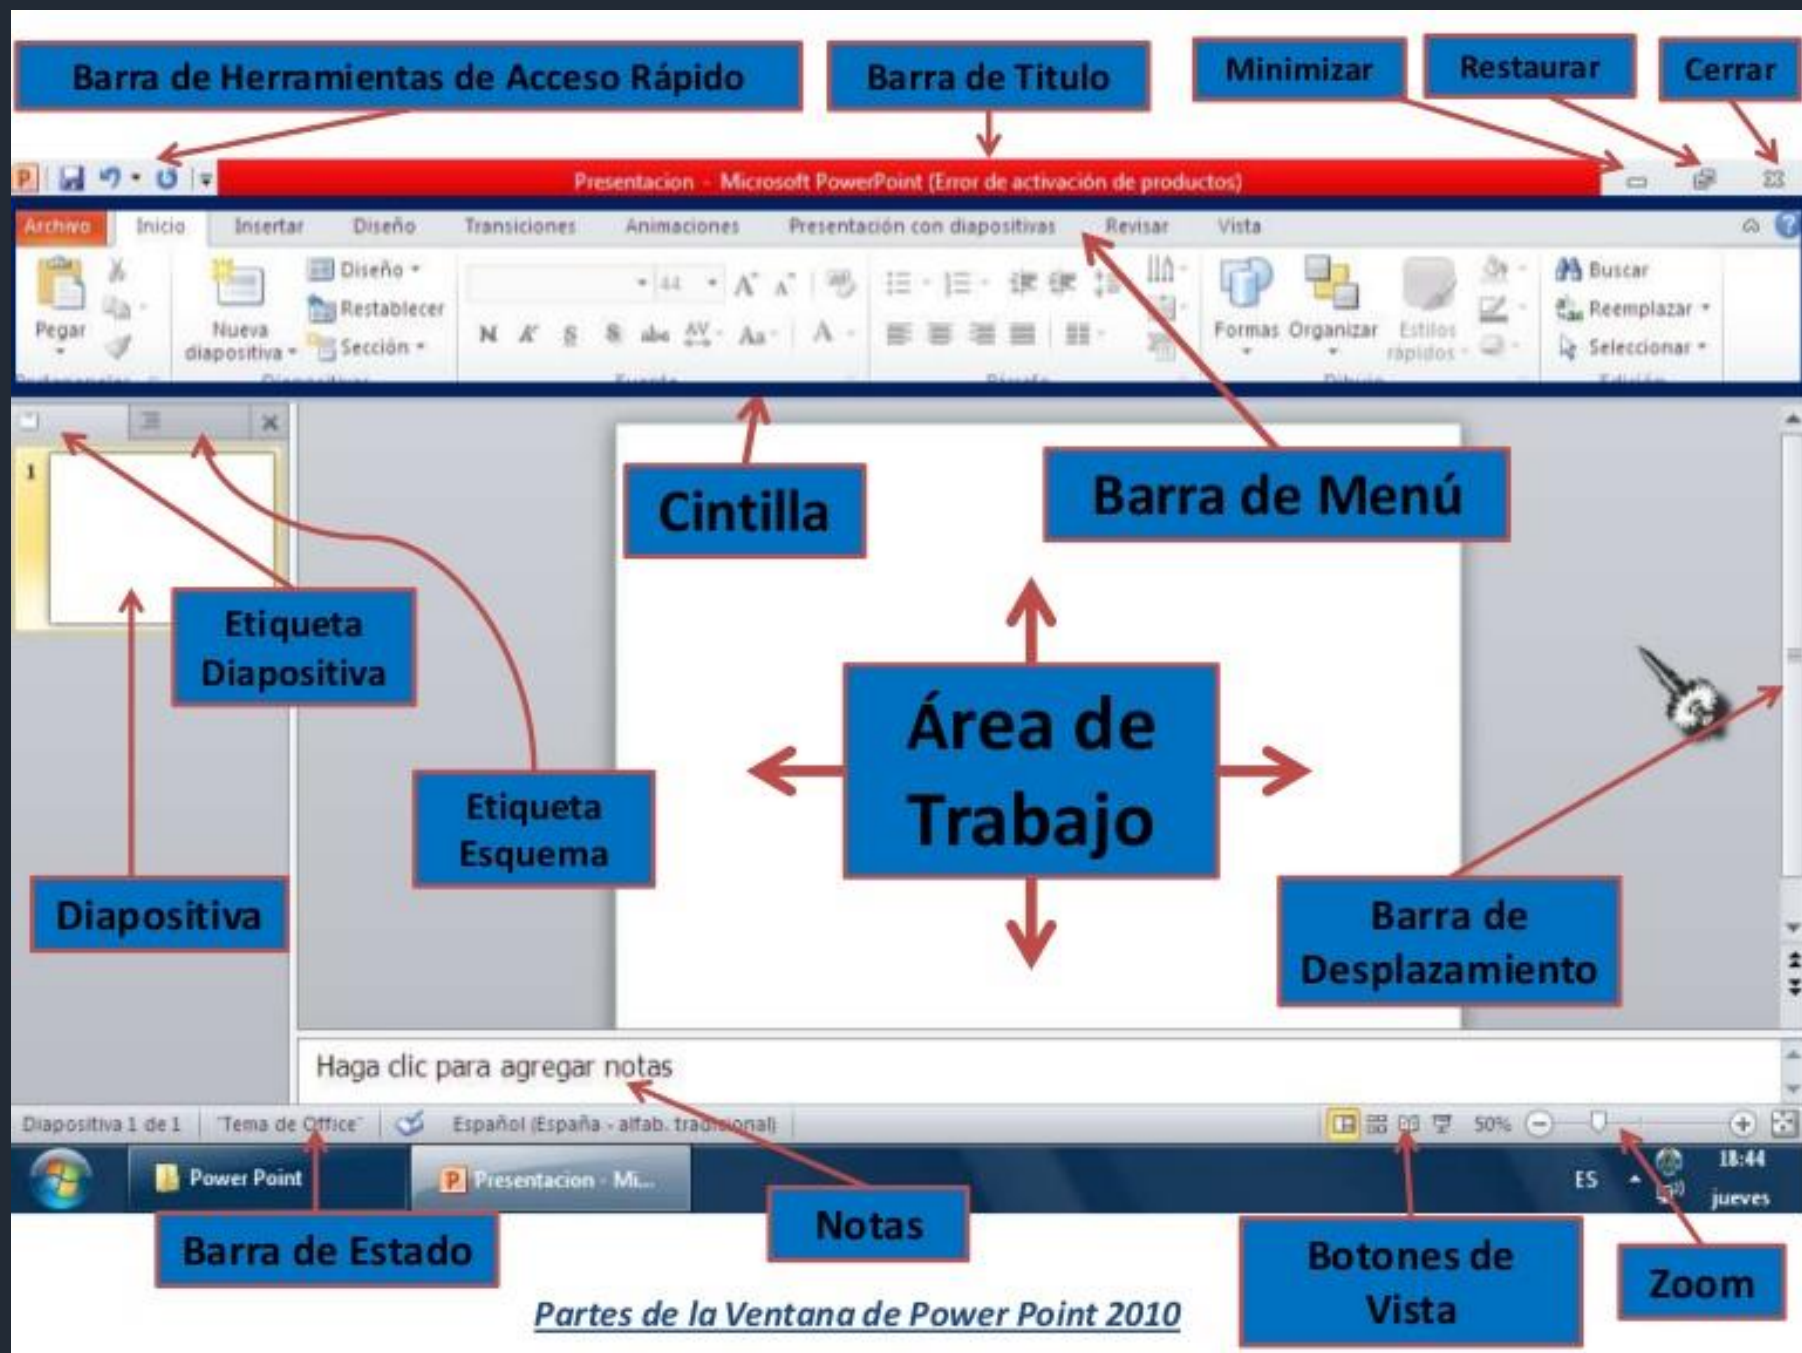 Barra de Herramientas de Acceso Rápido
Barra de Titulo
Minimizar
Restaurar
Cerrar
Presentacion - Microsoft PowerPoint (Error de activación de productos)
Archivo Inicio Insertar Diseño Transiciones Animaciones Presentación con diapositivas Revisar Vista
Diseño
Restablecer
Sección
Pegar
Nueva
diapositiva
44
N K S S abc AV Aa A
Formas Organizar Estilos
rápidos
Buscar
Reemplazar
Seleccionar
Cintilla
Barra de Menú
1
Etiqueta
Diapositiva
Etiqueta
Esquema
Diapositiva
Área de
Trabajo
Barra de
Desplazamiento
Haga clic para agregar notas
Diapositiva 1 de 1 "Tema de Office" Español (España - alfab. tradicional) 50%
Power Point
Presentacion - Mi...
ES
18:44
jueves
Barra de Estado
Notas
Botones de
Vista
Zoom
Partes de la Ventana de Power Point 2010